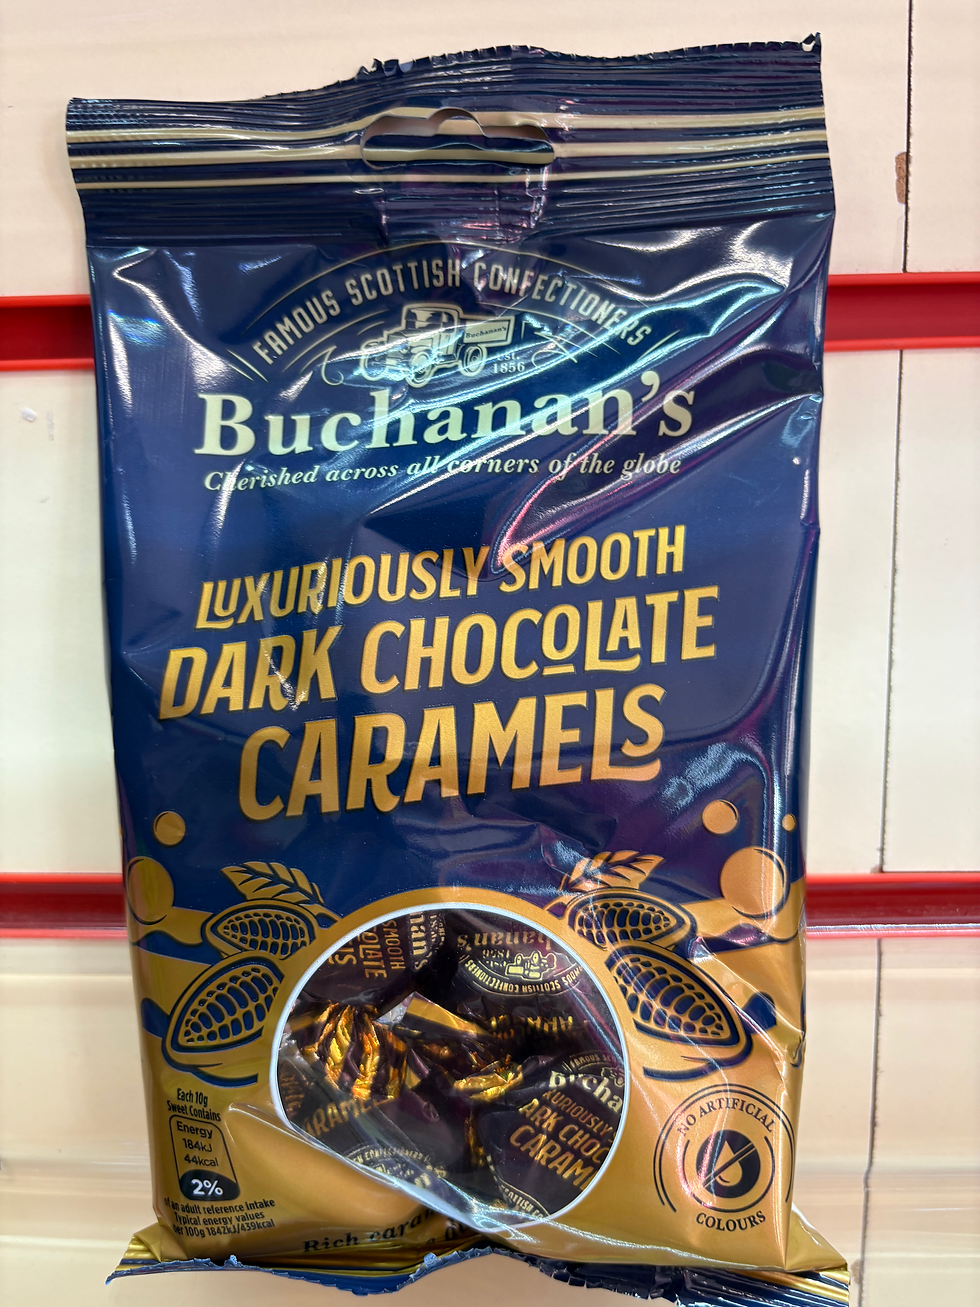 FAMOUS SCOTTISH CONFECTIONERS
Buchanan's
EST.
1856
Buchanan's
Cherished across all corners of the globe
LUXURIOUSLY SMOOTH
DARK CHOCOLATE
CARAMELS
Each 10g
Sweet Contains
Energy
184kJ
44kcal
2%
of an adult reference intake
Typical energy values
per 100g 1842kJ/439kcal
NO ARTIFICIAL
COLOURS
Rich